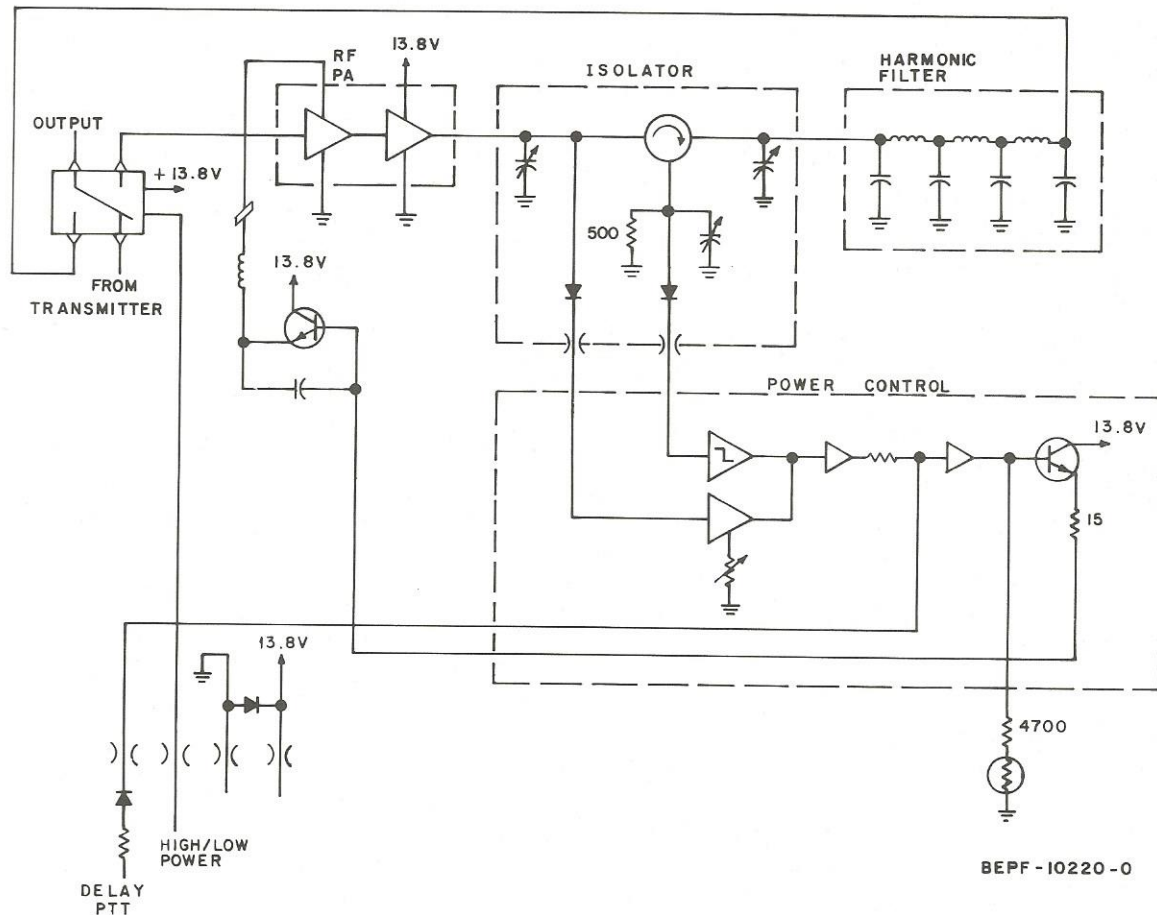 RF
PA
13.8V
ISOLATOR
HARMONIC
FILTER
OUTPUT
+13.8V
FROM
TRANSMITTER
13.8V
500
POWER CONTROL
13.8V
15
13.8V
4700
HIGH/LOW
POWER
DELAY
PTT
BEPF-10220-0